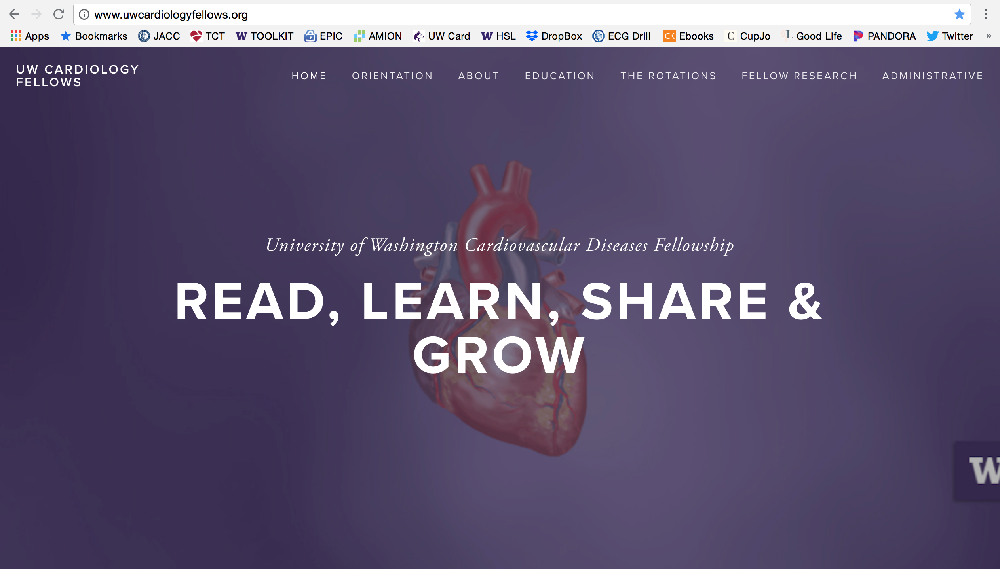 www.uwcardiologyfellows.org
Apps Bookmarks JACC TCT W TOOLKIT EPIC AMION UW Card W HSL DropBox ECG Drill CK Ebooks C CupJo L Good Life PANDORA Twitter »
UW CARDIOLOGY
FELLOWS
HOME ORIENTATION ABOUT EDUCATION THE ROTATIONS FELLOW RESEARCH ADMINISTRATIVE
University of Washington Cardiovascular Diseases Fellowship
READ, LEARN, SHARE &
GROW
W